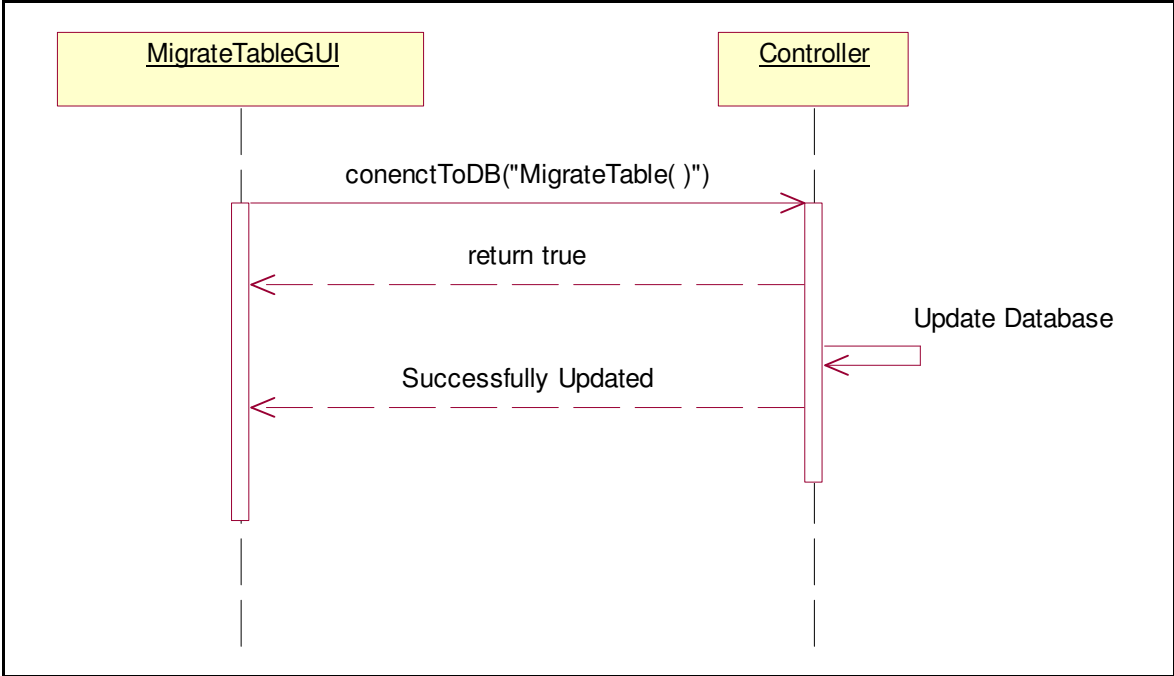 MigrateTableGUI
Controller
conenctToDB("MigrateTable( )")
return true
Update Database
Successfully Updated